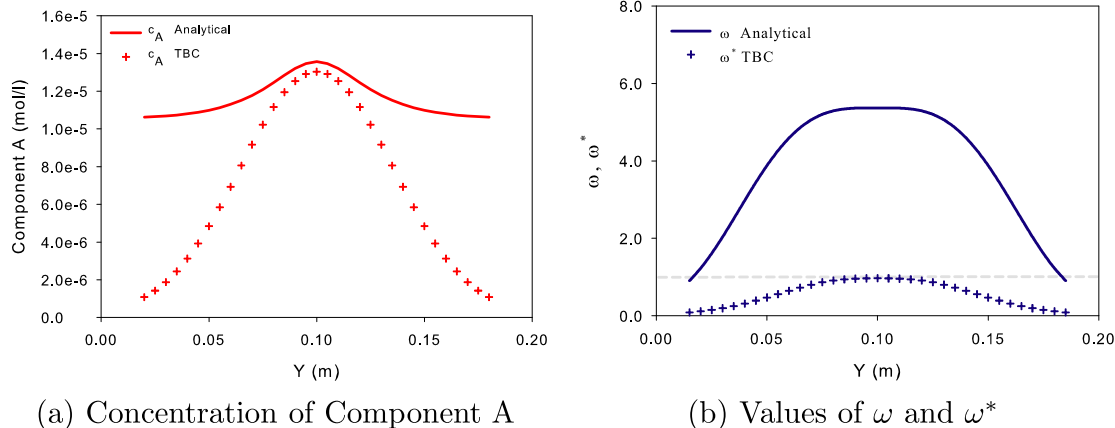 1.6e-5
1.4e-5
1.2e-5
1.0e-5
8.0e-6
6.0e-6
4.0e-6
2.0e-6
0.0
Component A (mol/l)
c_A Analytical
c_A TBC
0.00 0.05 0.10 0.15 0.20
Y (m)
(a) Concentration of Component A
8.0
6.0
4.0
2.0
0.0
ω, ω*
ω Analytical
ω* TBC
0.00 0.05 0.10 0.15 0.20
Y (m)
(b) Values of ω and ω*